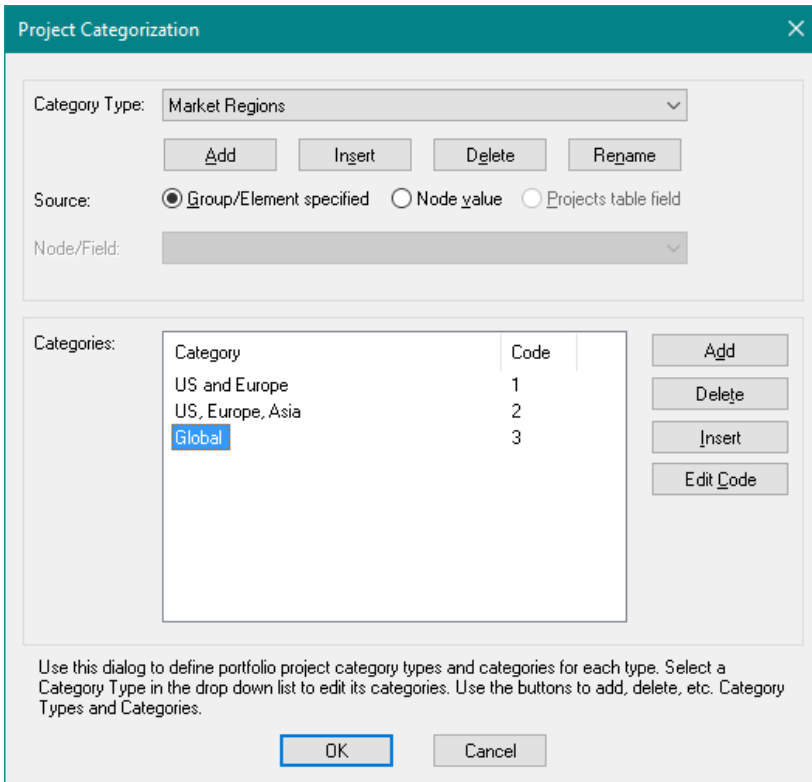 Project Categorization
Category Type: Market Regions
Add Insert Delete Rename
Source: Group/Element specified Node value Projects table field
Node/Field:
Categories:
Category Code
US and Europe 1
US, Europe, Asia 2
Global 3
Add
Delete
Insert
Edit Code
Use this dialog to define portfolio project category types and categories for each type. Select a
Category Type in the drop down list to edit its categories. Use the buttons to add, delete, etc. Category
Types and Categories.
OK Cancel